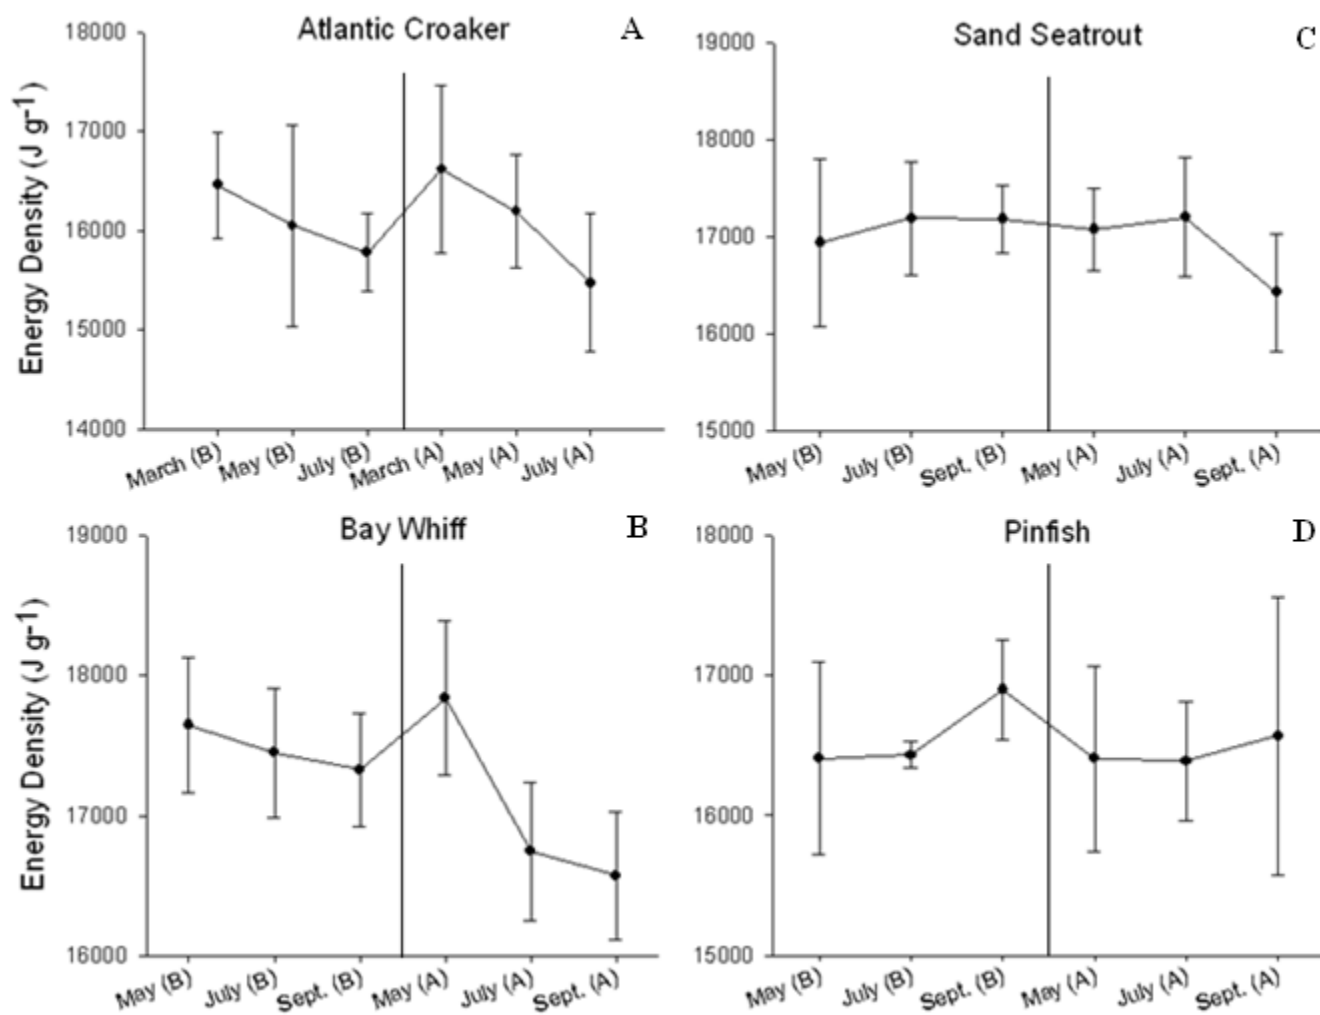 Atlantic Croaker A
Energy Density (J g-1)
18000
17000
16000
15000
14000
March (B) May (B) July (B) March (A) May (A) July (A)
Sand Seatrout C
19000
18000
17000
16000
15000
May (B) July (B) Sept. (B) May (A) July (A) Sept. (A)
Bay Whiff B
Energy Density (J g-1)
19000
18000
17000
16000
May (B) July (B) Sept. (B) May (A) July (A) Sept. (A)
Pinfish D
18000
17000
16000
15000
May (B) July (B) Sept. (B) May (A) July (A) Sept. (A)